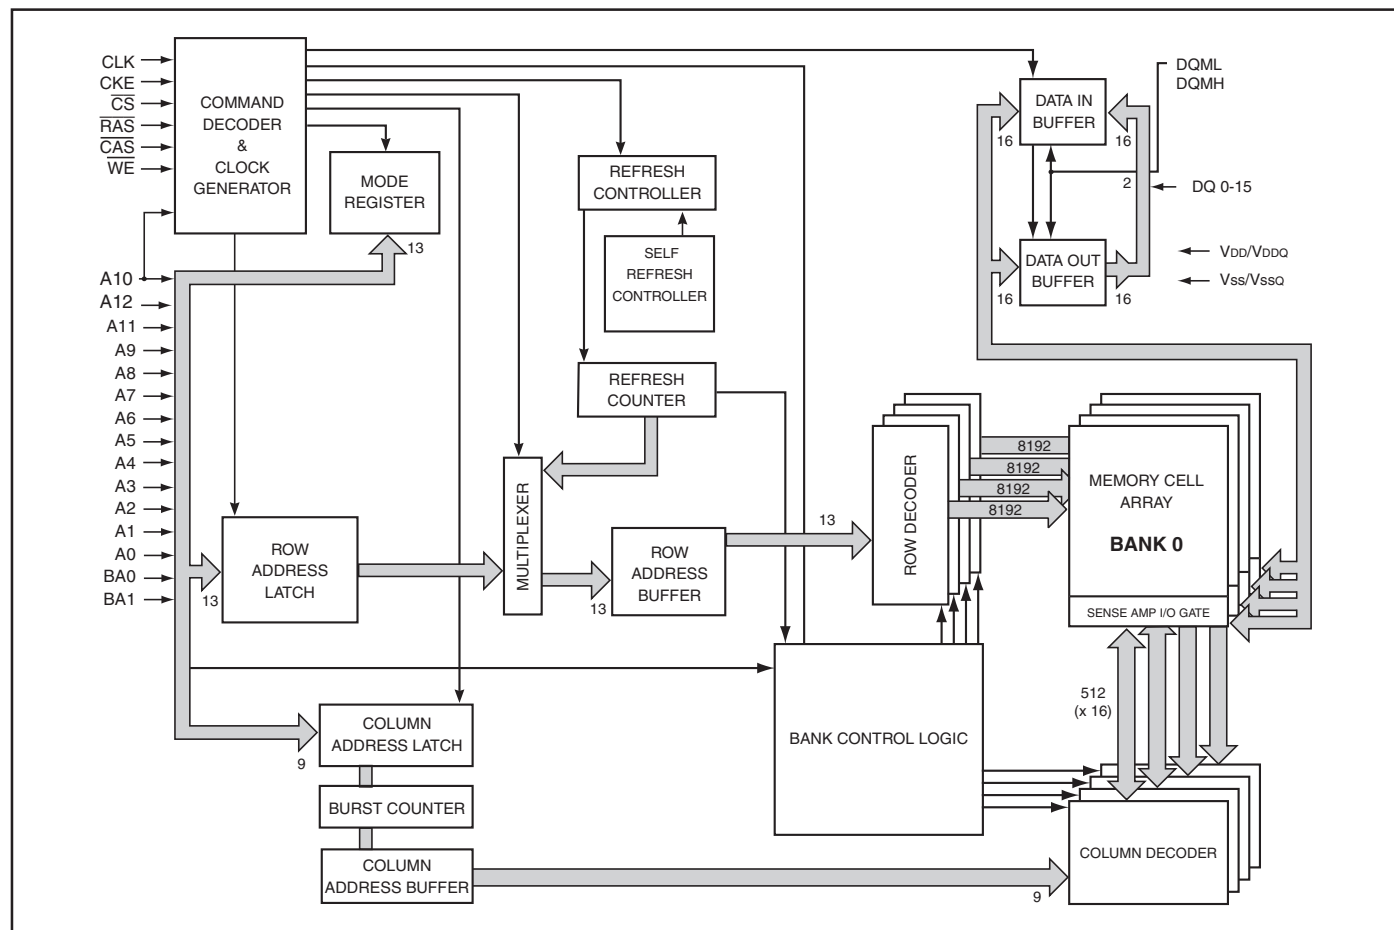 CLK
CKE
CS
RAS
CAS
WE
COMMAND
DECODER
&
CLOCK
GENERATOR
MODE
REGISTER
13
REFRESH
CONTROLLER
SELF
REFRESH
CONTROLLER
REFRESH
COUNTER
DATA IN
BUFFER
16
16
DQML
DQMH
2
DQ 0-15
DATA OUT
BUFFER
16
16
VDD/VDDQ
Vss/VssQ
A10
A12
A11
A9
A8
A7
A6
A5
A4
A3
A2
A1
A0
BA0
BA1
13
ROW
ADDRESS
LATCH
MULTIPLEXER
13
ROW
ADDRESS
BUFFER
13
ROW DECODER
8192
8192
8192
8192
MEMORY CELL
ARRAY
BANK 0
SENSE AMP I/O GATE
512
(x 16)
BANK CONTROL LOGIC
9
COLUMN
ADDRESS LATCH
BURST COUNTER
COLUMN
ADDRESS BUFFER
9
COLUMN DECODER